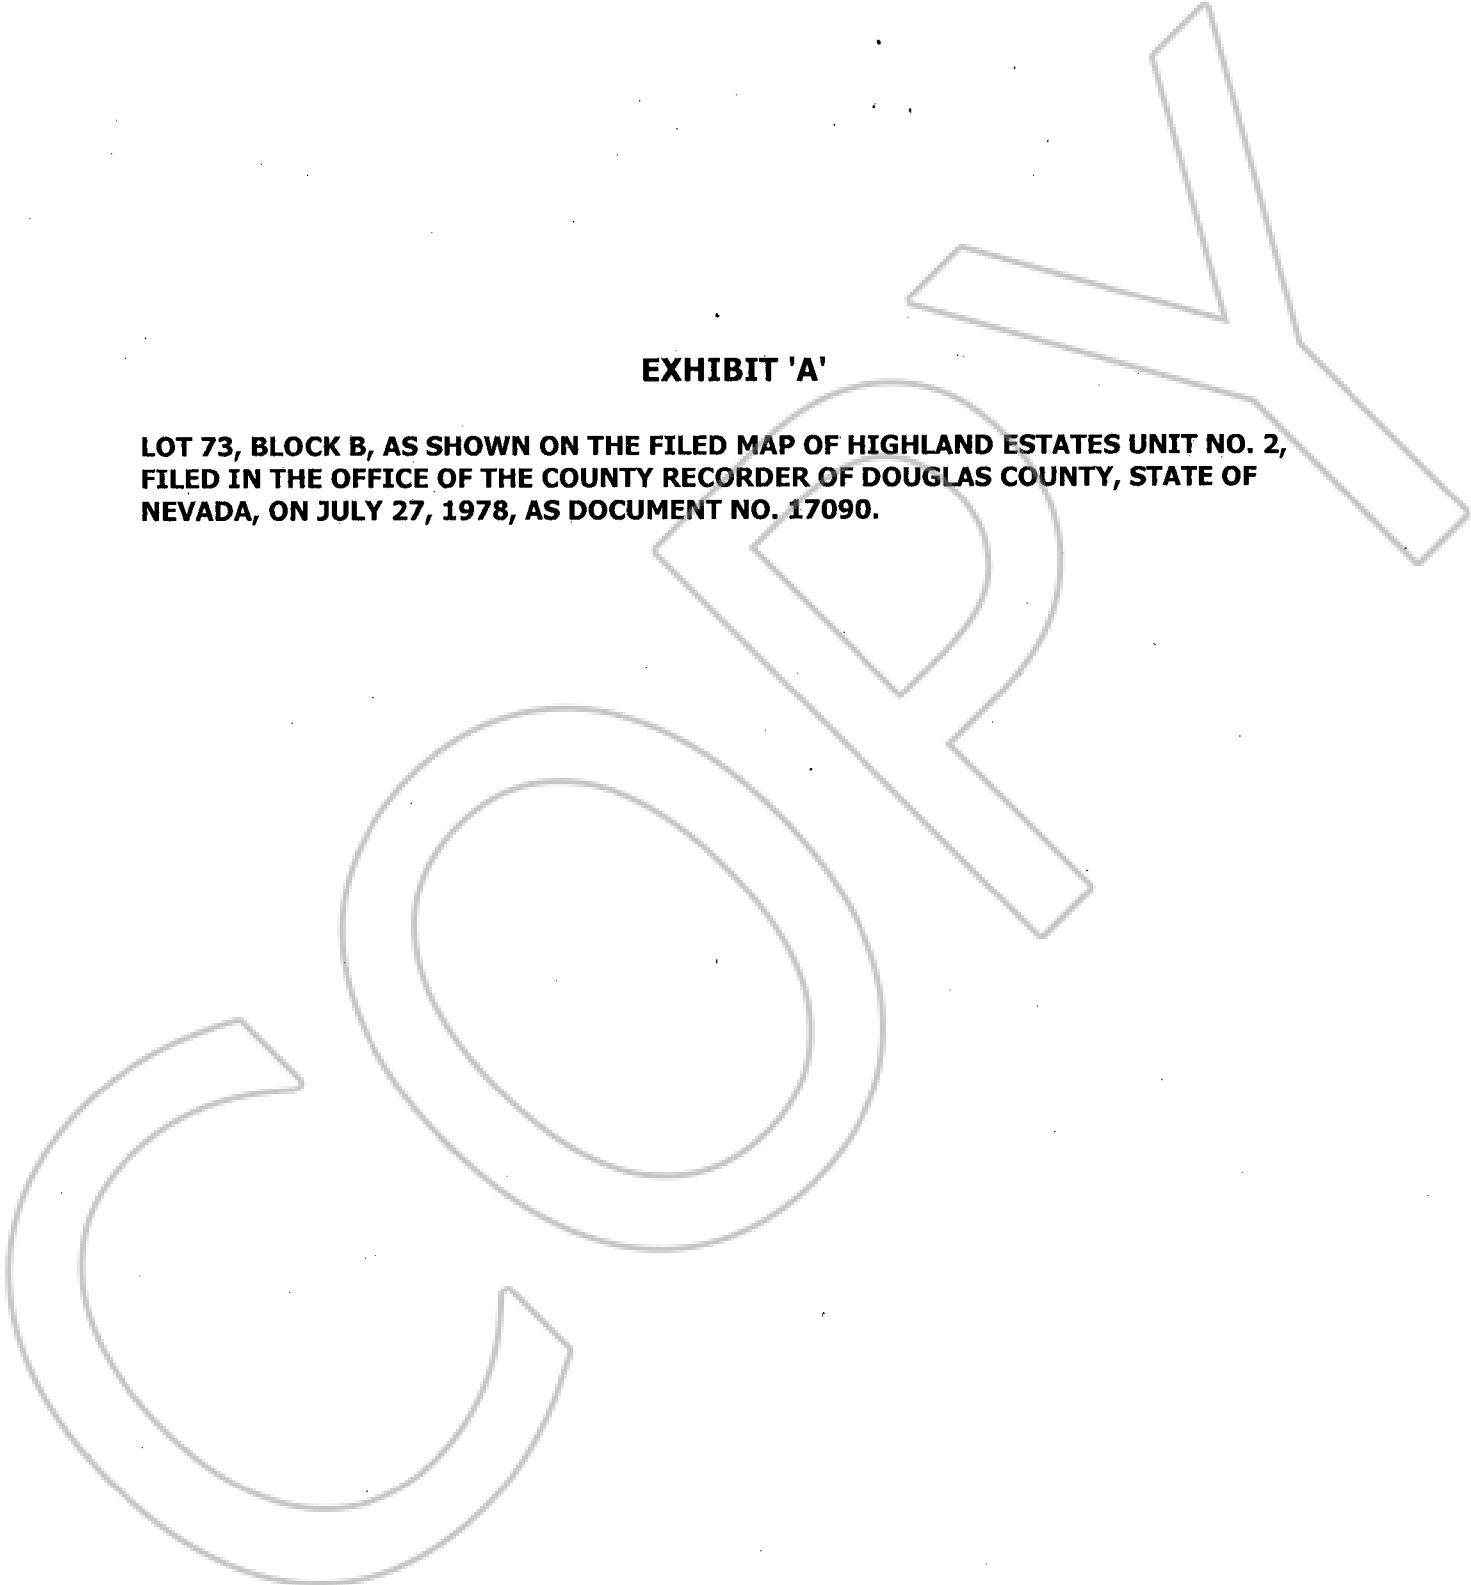 EXHIBIT 'A'
LOT 73, BLOCK B, AS SHOWN ON THE FILED MAP OF HIGHLAND ESTATES UNIT NO. 2,
FILED IN THE OFFICE OF THE COUNTY RECORDER OF DOUGLAS COUNTY, STATE OF
NEVADA, ON JULY 27, 1978, AS DOCUMENT NO. 17090.
COPY